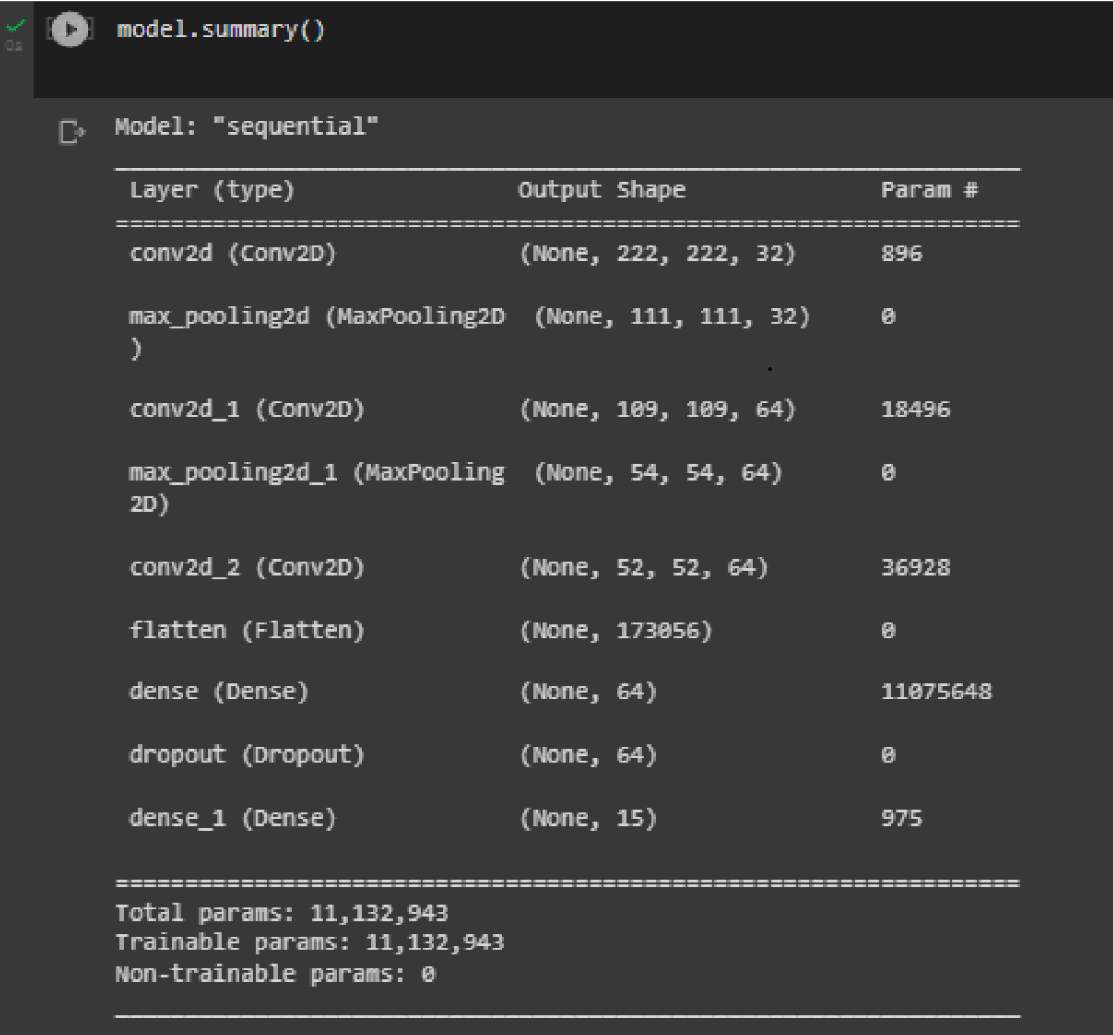 model.summary()
0s
Model: "sequential"
Layer (type) Output Shape Param #
conv2d (Conv2D) (None, 222, 222, 32) 896
max_pooling2d (MaxPooling2D (None, 111, 111, 32) 0
)
conv2d_1 (Conv2D) (None, 109, 109, 64) 18496
max_pooling2d_1 (MaxPooling (None, 54, 54, 64) 0
2D)
conv2d_2 (Conv2D) (None, 52, 52, 64) 36928
flatten (Flatten) (None, 173056) 0
dense (Dense) (None, 64) 11075648
dropout (Dropout) (None, 64) 0
dense_1 (Dense) (None, 15) 975
Total params: 11,132,943
Trainable params: 11,132,943
Non-trainable params: 0